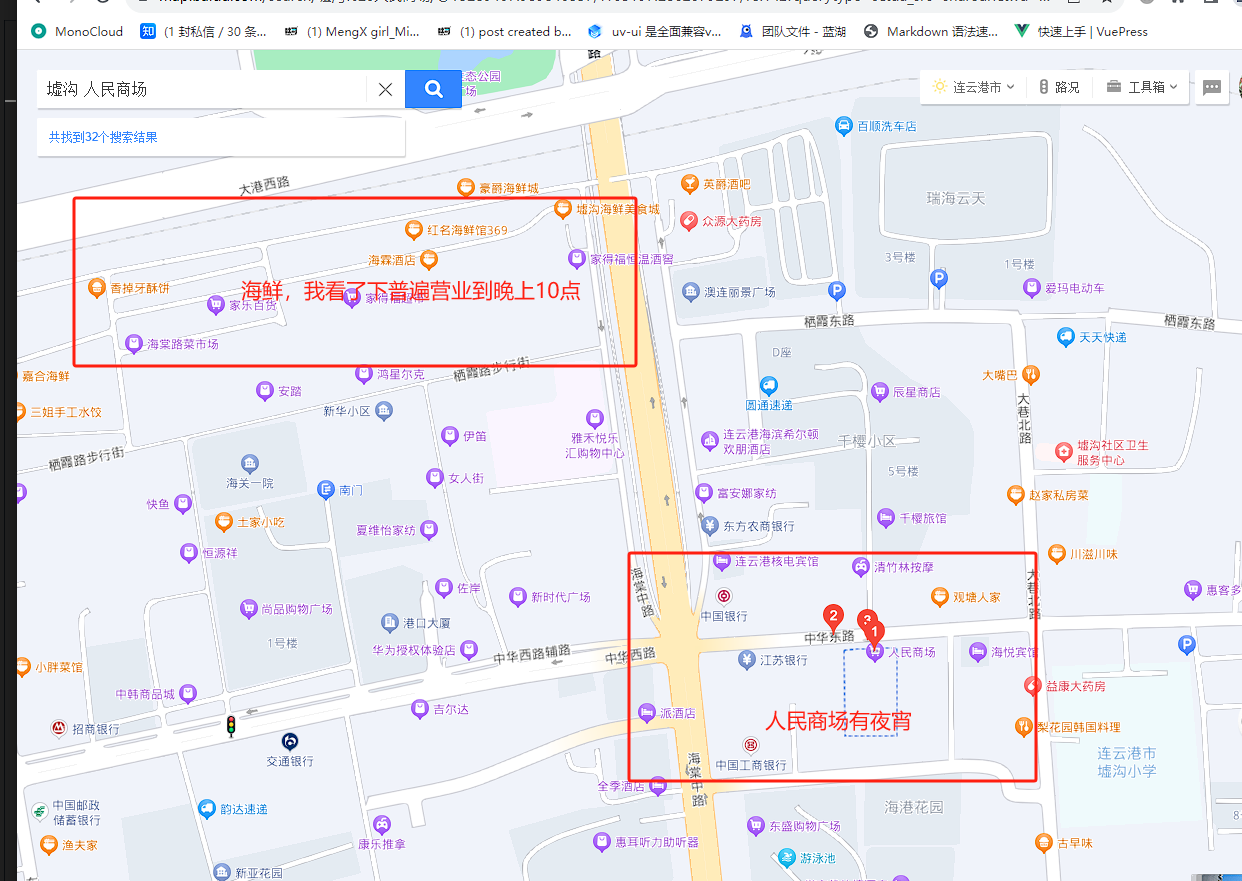 MonoCloud
(1 封私信 / 30 条...
(1) MengX girl_Mi...
(1) post created b...
uv-ui 是全面兼容v...
团队文件 - 蓝湖
Markdown 语法速...
快速上手 | VuePress
墟沟 人民商场
连云港市
路况
工具箱
共找到32个搜索结果
态公园
路
百顺洗车店
大港西路
豪爵海鲜城
英爵酒吧
墟沟海鲜美食城
众源大药房
瑞海云天
红名海鲜馆369
海霖酒店
家得福恒温酒窖
3号楼
1号楼
香掉牙酥饼
海鲜，我看了下普遍营业到晚上10点
家乐百货
澳连丽景广场
P
P
爱玛电动车
栖霞东路
栖霞东路
海棠路菜市场
天天快递
D座
栖霞路步行街
嘉合海鲜
鸿星尔克
大嘴巴
安踏
圆通速递
辰星商店
大巷北路
三姐手工水饺
新华小区
伊笛
雅禾悦乐
汇购物中心
连云港海滨希尔顿
欢朋酒店
千樱小区
墟沟社区卫生
服务中心
栖霞路步行街
海关一院
5号楼
女人街
南门
快鱼
富安娜家纺
赵家私房菜
土家小吃
夏维怡家纺
东方农商银行
千樱旅馆
恒源祥
连云港核电宾馆
清竹林按摩
川滋川味
海棠中路
大巷北路
佐岸
新时代广场
观塘人家
惠客多
尚品购物广场
中国银行
2
3
1
港口大厦
1号楼
中华东路
华为授权体验店
中华西路辅路
中华西路
江苏银行
人民商场
海悦宾馆
P
小胖菜馆
中韩商品城
益康大药房
吉尔达
派酒店
人民商场有夜宵
招商银行
梨花园韩国料理
交通银行
中国工商银行
连云港市
墟沟小学
海棠中路
全季酒店
中国邮政
储蓄银行
韵达速递
海港花园
康乐推拿
东盛购物广场
渔夫家
惠耳听力助听器
古早味
游泳池
新亚花园